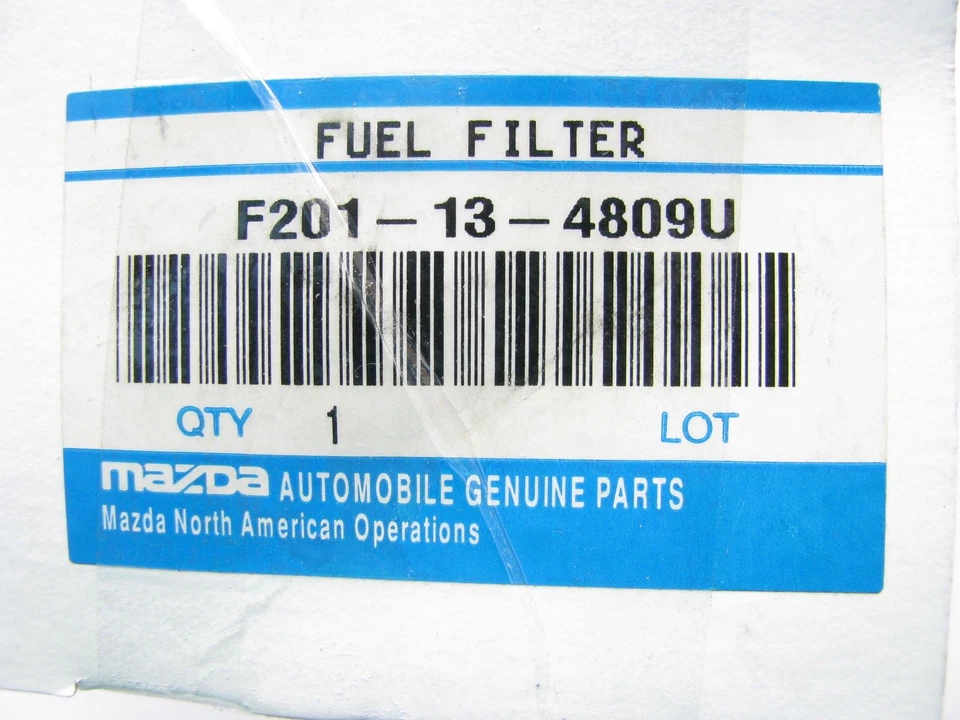 FUEL FILTER
F201-13-4809U
QTY 1 LOT
mazda AUTOMOBILE GENUINE PARTS
Mazda North American Operations